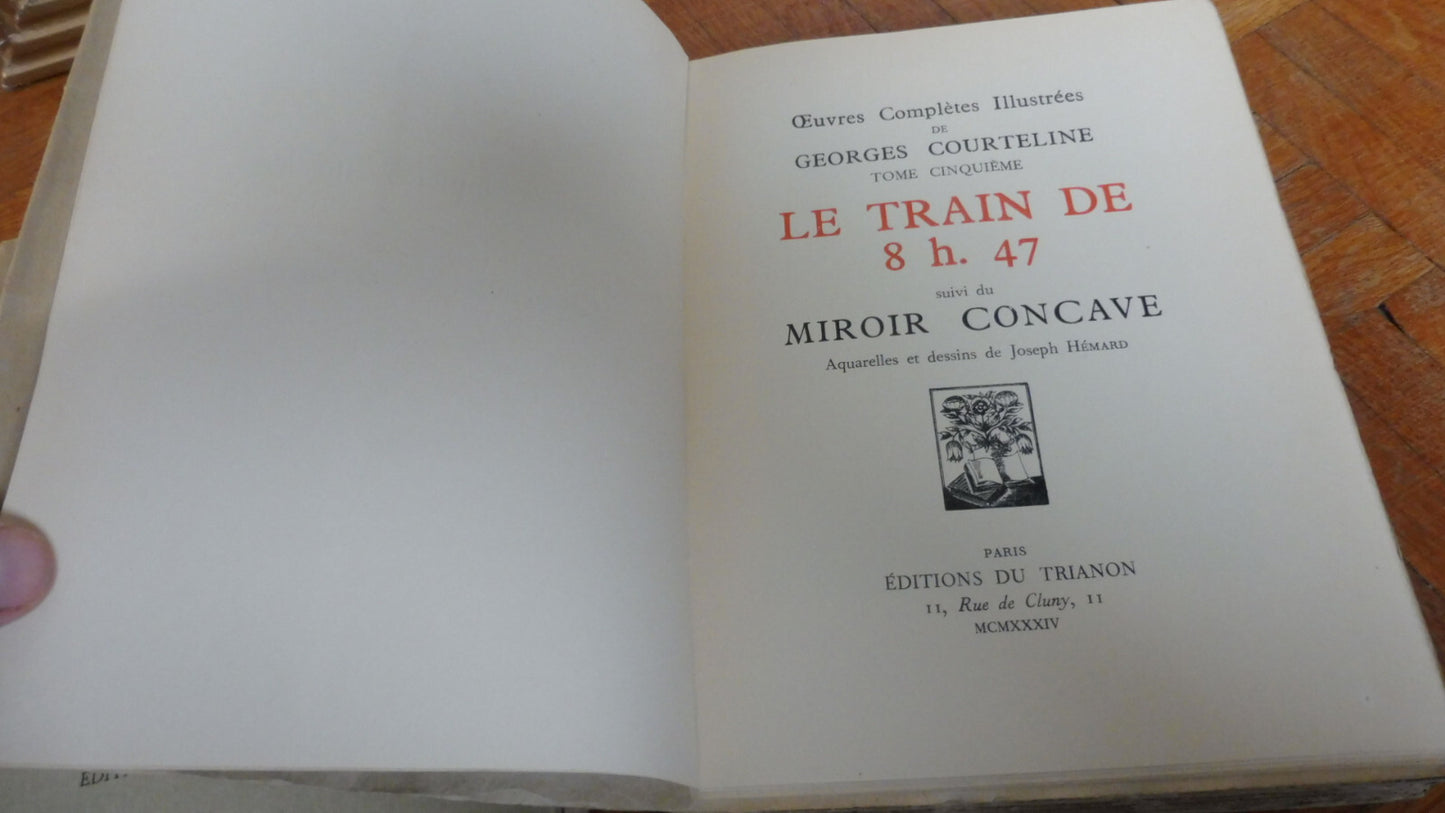 Œuvres Complètes Illustrées
DE
GEORGES COURTELINE
TOME CINQUIÈME
LE TRAIN DE
8 h. 47
suivi du
MIROIR CONCAVE
Aquarelles et dessins de Joseph HÉMARD
PARIS
ÉDITIONS DU TRIANON
11, Rue de Cluny, 11
MCMXXXIV